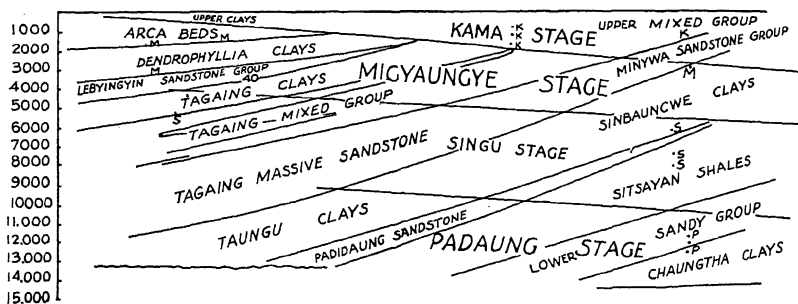 UPPER CLAYS
ARCA BEDS
M M
DENDROPHYLLIA CLAYS
M
LEBYINGYIN SANDSTONE GROUP
40
TAGAING CLAYS
S
TAGAING — MIXED GROUP
TAGAING MASSIVE SANDSTONE
TAUNGU CLAYS
PADIDAUNG SANDSTONE
KAMA STAGE
K
K
K
UPPER MIXED GROUP
K
MIGYAUNGYE STAGE
MINYWA SANDSTONE GROUP
M
SINGU STAGE
SINBAUNGWE CLAYS
S
S
S
SITSAYAN SHALES
PADAUNG STAGE
LOWER SANDY GROUP
P
P
CHAUNGTHA CLAYS
1000
2000
3000
4000
5000
6000
7000
8000
9000
10000
11,000
12,000
13,000
14,000
15,000